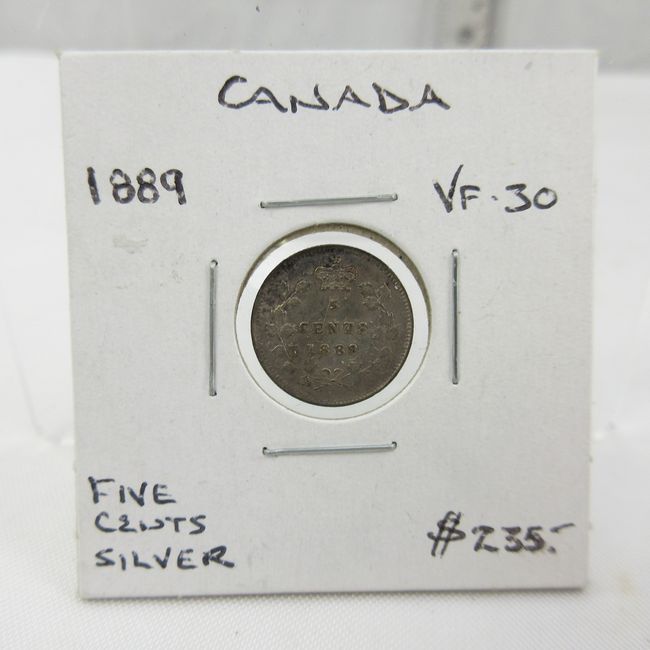 CANADA
1889 VF-30
5
CENTS
1889
FIVE
CENTS
SILVER
$235.-